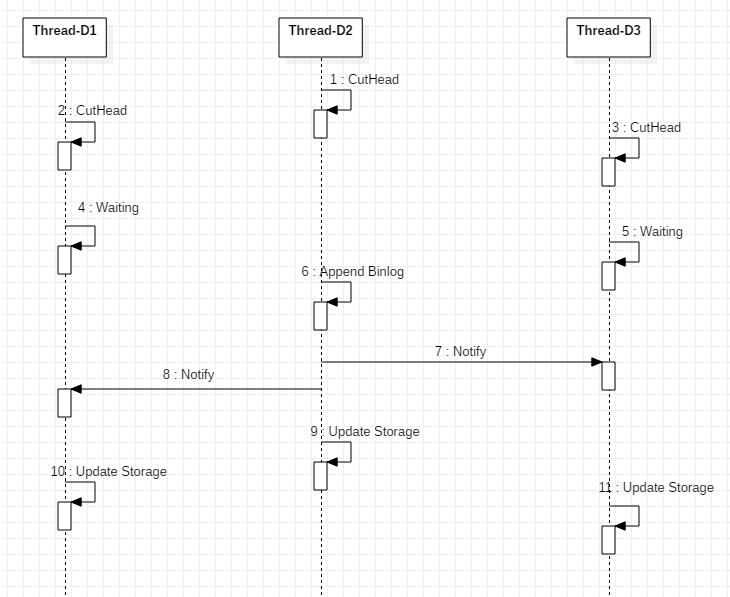 Thread-D1
Thread-D2
Thread-D3
1 : CutHead
2 : CutHead
3 : CutHead
4 : Waiting
5 : Waiting
6 : Append Binlog
7 : Notify
8 : Notify
9 : Update Storage
10 : Update Storage
11 : Update Storage